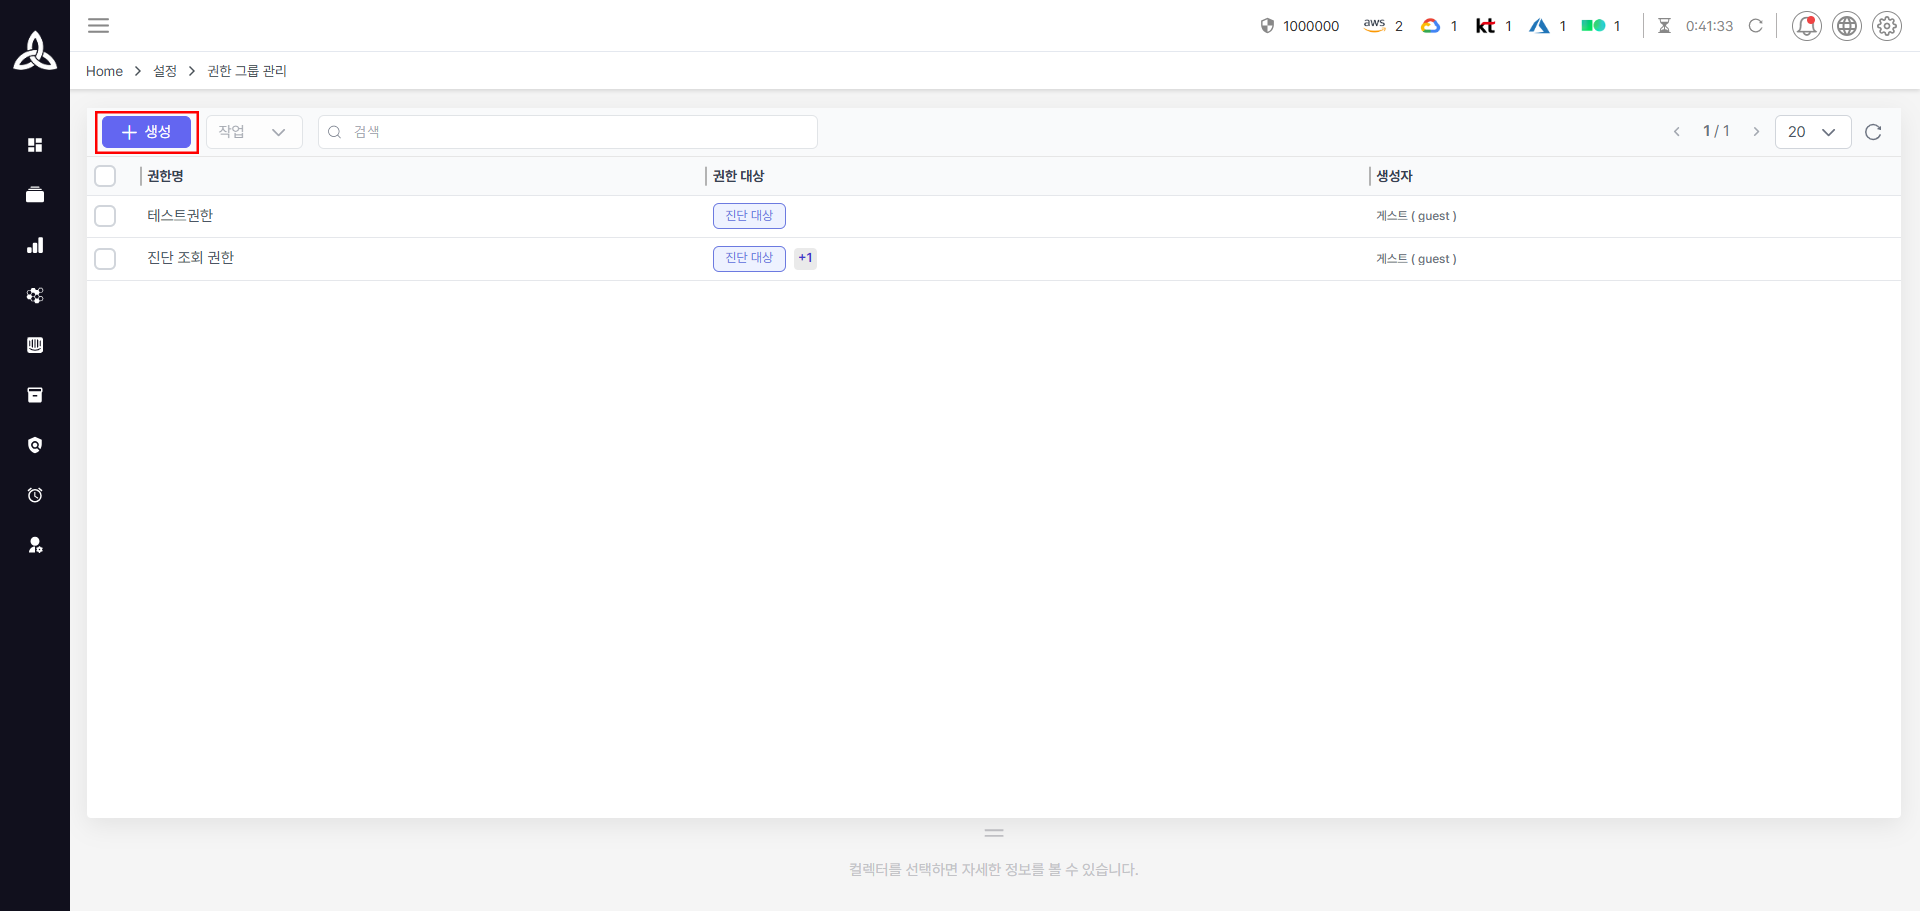 1000000 aws 2 1 kt 1 1 1 0:41:33
Home > 설정 > 권한 그룹 관리
+ 생성 작업 검색 < 1 / 1 > 20
권한명 권한 대상 생성자
테스트권한 진단 대상 게스트 ( guest )
진단 조회 권한 진단 대상 +1 게스트 ( guest )
컬렉터를 선택하면 자세한 정보를 볼 수 있습니다.